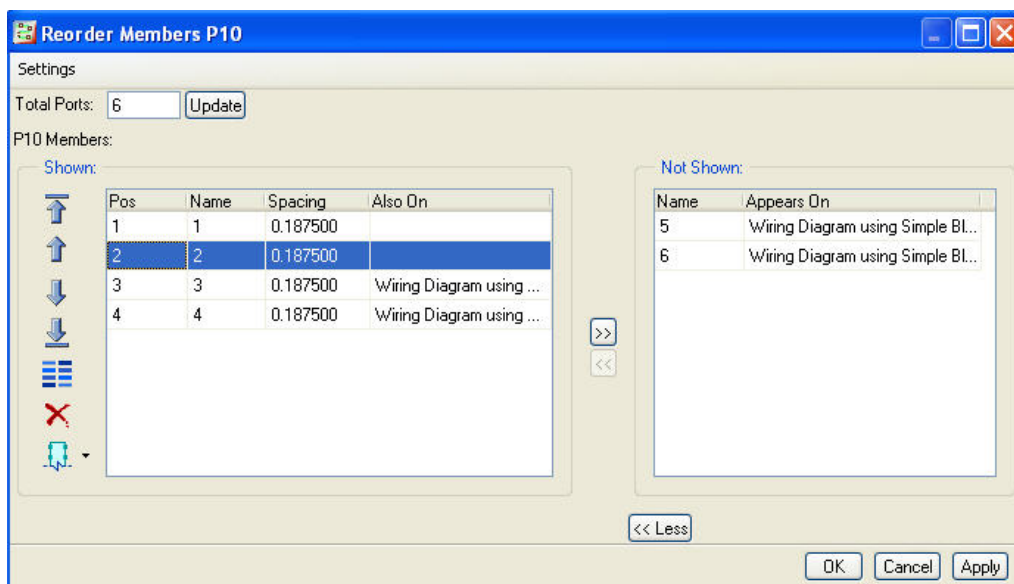 Reorder Members P10
Settings
Total Ports: 6 Update
P10 Members:
Shown:
Pos Name Spacing Also On
1 1 0.187500
2 2 0.187500
3 3 0.187500 Wiring Diagram using ...
4 4 0.187500 Wiring Diagram using ...
>>
<<
Not Shown:
Name Appears On
5 Wiring Diagram using Simple Bl...
6 Wiring Diagram using Simple Bl...
<< Less
OK Cancel Apply